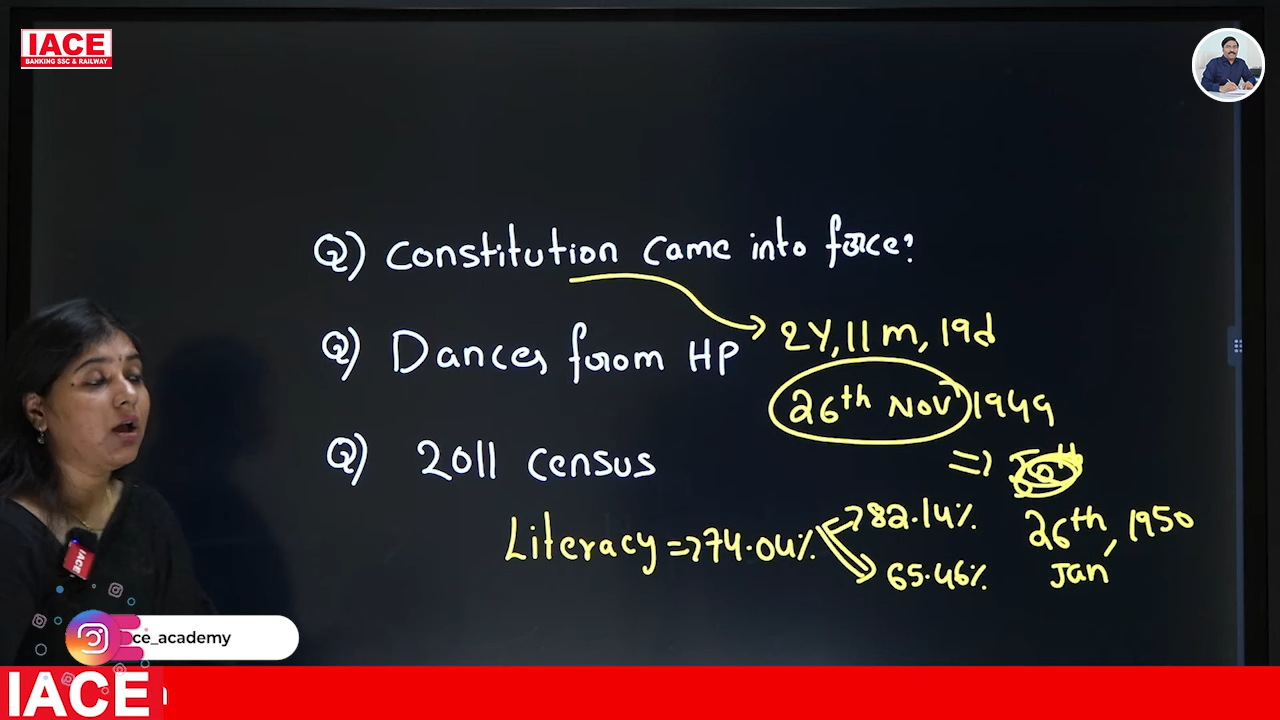 IACE
BANKING SSC & RAILWAY
Q) Constitution came into force?
2Y, 11 m, 19d
Q) Dances from HP
26th NOV 1949
=>
Q) 2011 Census
26th, 1950
Jan
Literacy => 74.04%
82.14%
65.46%
ce_academy
IACE